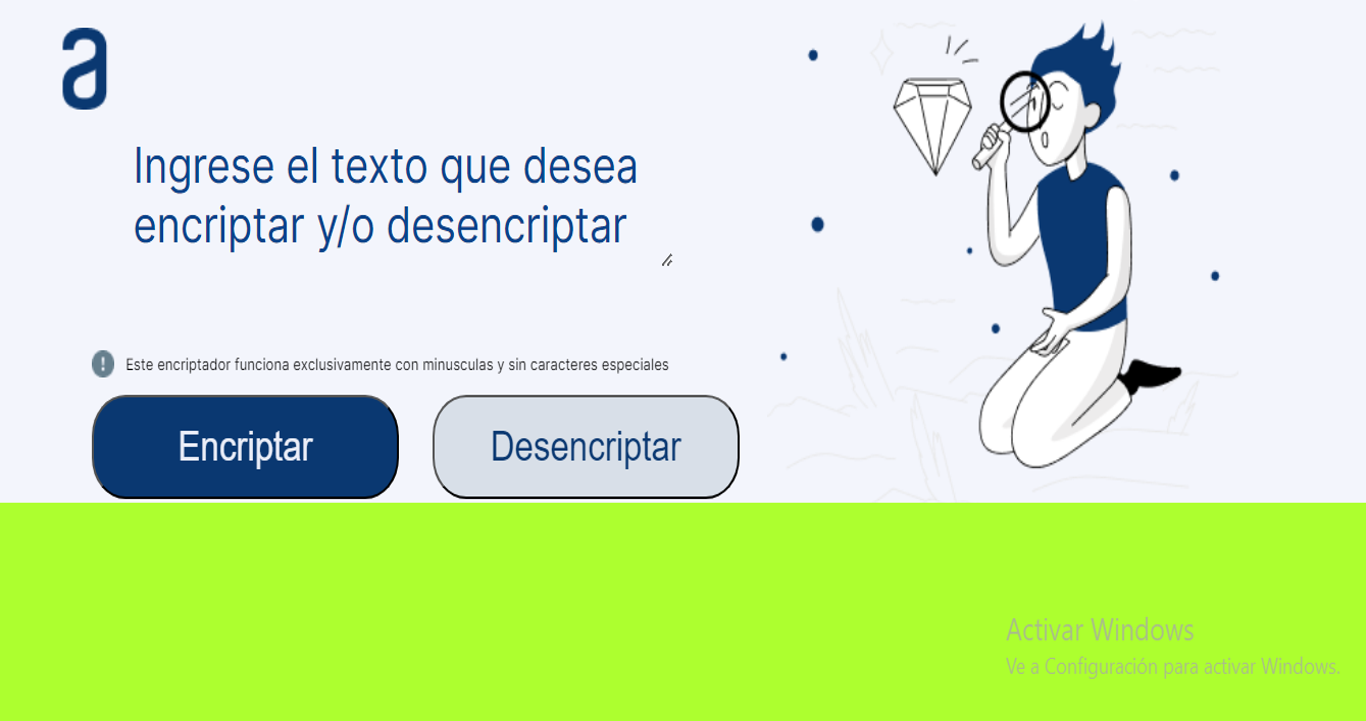 a
Ingrese el texto que desea
encriptar y/o desencriptar
! Este encriptador funciona exclusivamente con minusculas y sin caracteres especiales
Encriptar
Desencriptar
Activar Windows
Ve a Configuración para activar Windows.